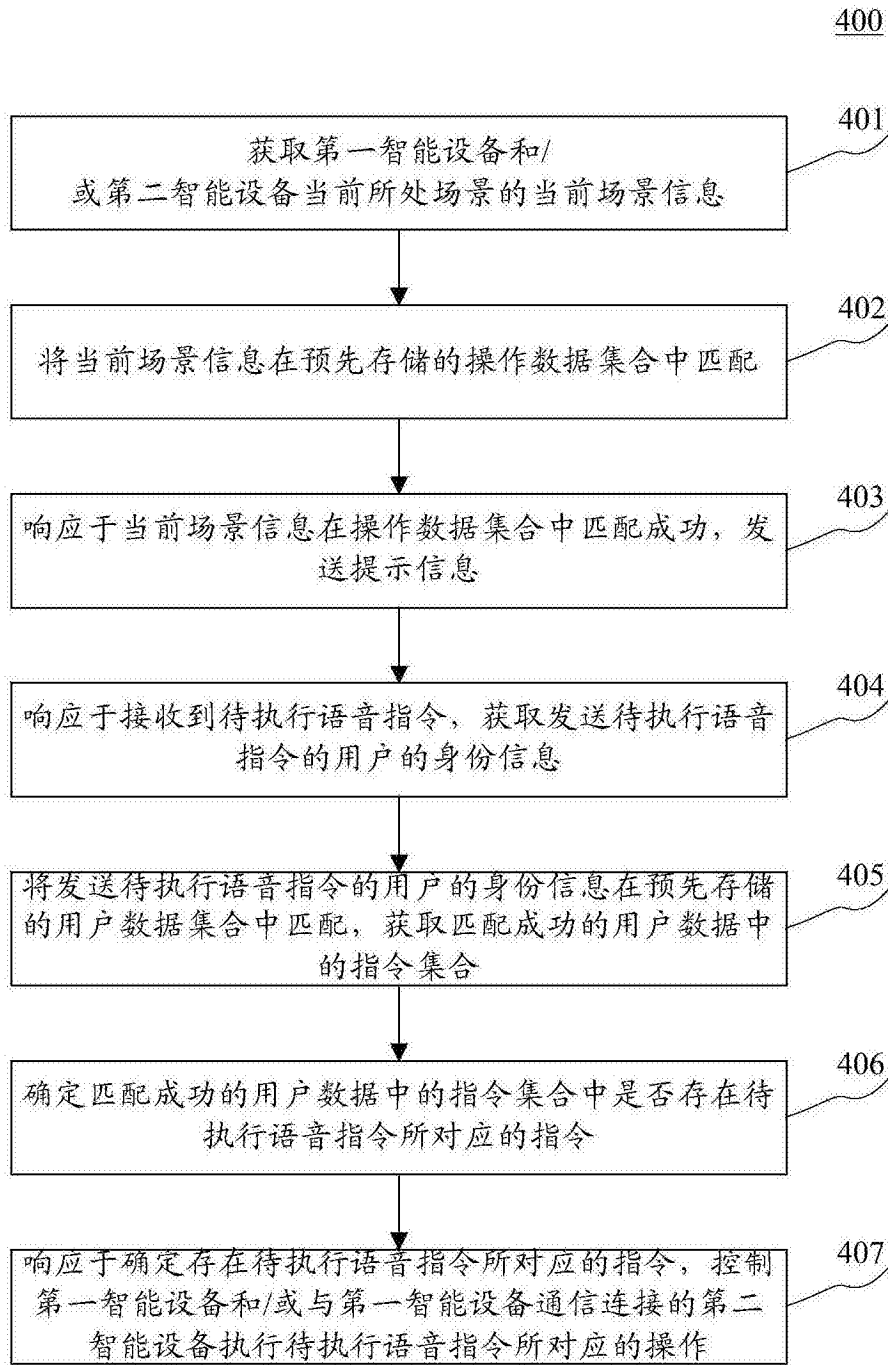 400
401
获取第一智能设备和/
或第二智能设备当前所处场景的当前场景信息
402
将当前场景信息在预先存储的操作数据集合中匹配
403
响应于当前场景信息在操作数据集合中匹配成功，发
送提示信息
404
响应于接收到待执行语音指令，获取发送待执行语音
指令的用户的身份信息
405
将发送待执行语音指令的用户的身份信息在预先存储
的用户数据集合中匹配，获取匹配成功的用户数据中
的指令集合
406
确定匹配成功的用户数据中的指令集合中是否存在待
执行语音指令所对应的指令
407
响应于确定存在待执行语音指令所对应的指令，控制
第一智能设备和/或与第一智能设备通信连接的第二
智能设备执行待执行语音指令所对应的操作